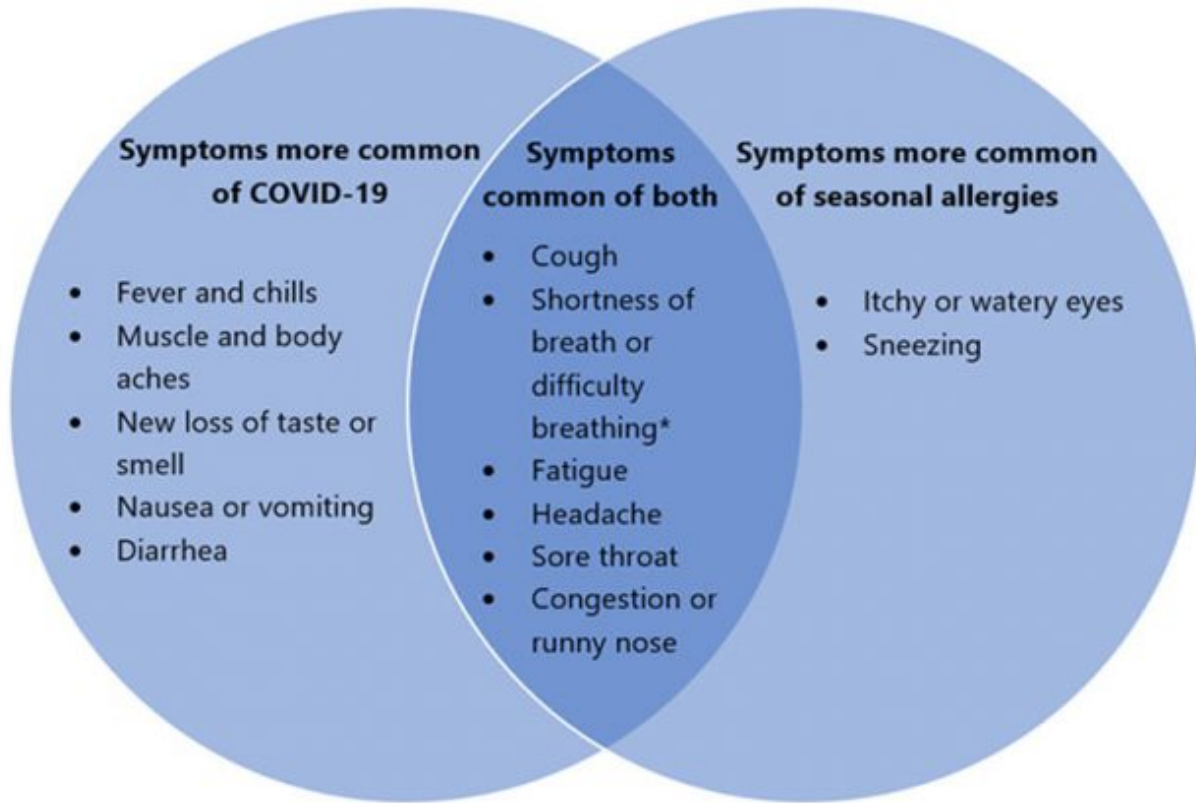 Symptoms more common
of COVID-19
• Fever and chills
• Muscle and body
aches
• New loss of taste or
smell
• Nausea or vomiting
• Diarrhea
Symptoms
common of both
• Cough
• Shortness of
breath or
difficulty
breathing*
• Fatigue
• Headache
• Sore throat
• Congestion or
runny nose
Symptoms more common
of seasonal allergies
• Itchy or watery eyes
• Sneezing